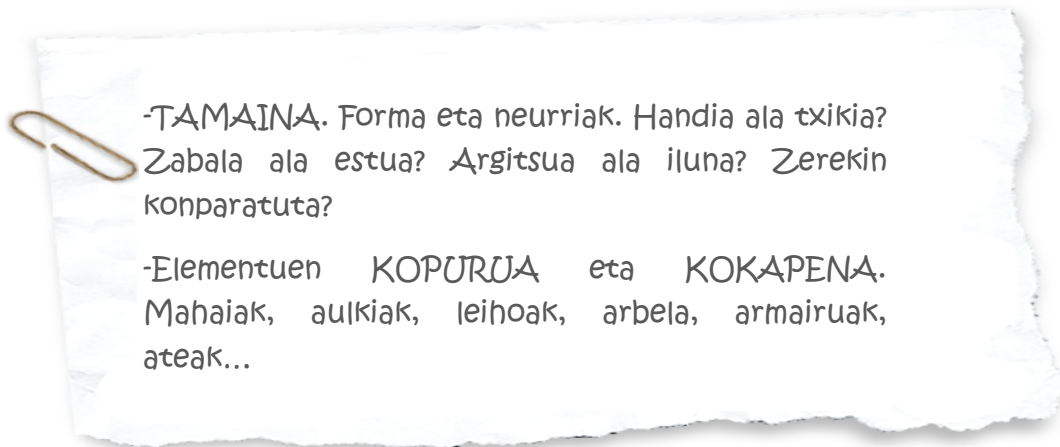 -TAMAINA. Forma eta neurriak. Handia ala txikia?
Zabala ala estua? Argitsua ala iluna? Zerekin
konparatuta?
-Elementuen KOPURUA eta KOKAPENA.
Mahaiak, aulkiak, leihoak, arbela, armairuak,
ateak...